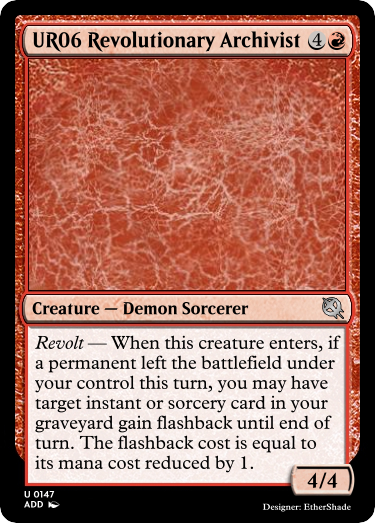 UR06 Revolutionary Archivist 4
Creature — Demon Sorcerer
Revolt — When this creature enters, if
a permanent left the battlefield under
your control this turn, you may have
target instant or sorcery card in your
graveyard gain flashback until end of
turn. The flashback cost is equal to
its mana cost reduced by 1.
4/4
U 0147
ADD
Designer: EtherShade